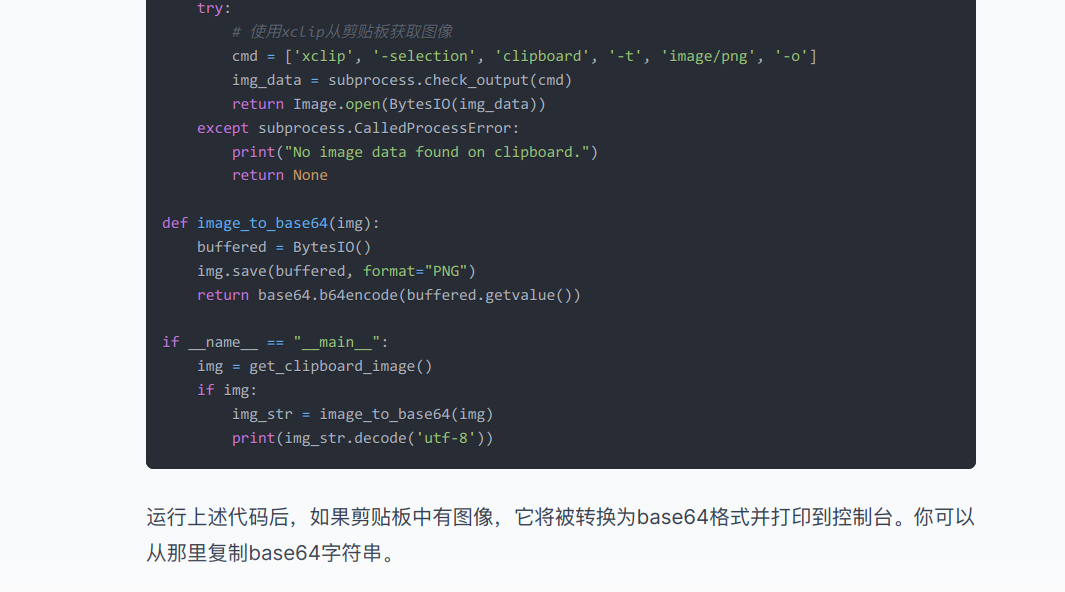 try:
        # 使用xclip从剪贴板获取图像
        cmd = ['xclip', '-selection', 'clipboard', '-t', 'image/png', '-o']
        img_data = subprocess.check_output(cmd)
        return Image.open(BytesIO(img_data))
    except subprocess.CalledProcessError:
        print("No image data found on clipboard.")
        return None

def image_to_base64(img):
    buffered = BytesIO()
    img.save(buffered, format="PNG")
    return base64.b64encode(buffered.getvalue())

if __name__ == "__main__":
    img = get_clipboard_image()
    if img:
        img_str = image_to_base64(img)
        print(img_str.decode('utf-8'))

运行上述代码后，如果剪贴板中有图像，它将被转换为base64格式并打印到控制台。你可以
从那里复制base64字符串。